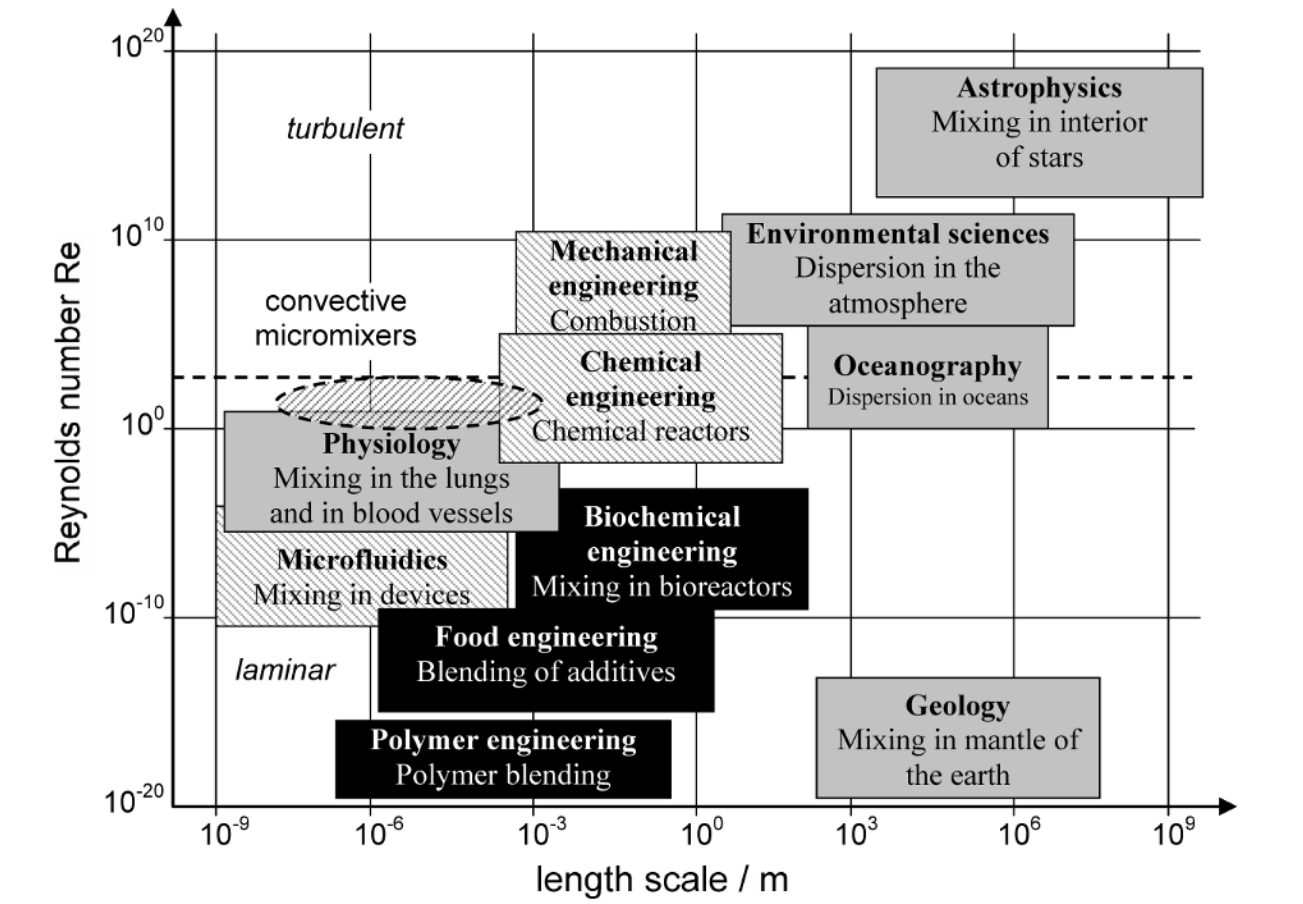 10^20
turbulent
Astrophysics
Mixing in interior
of stars
10^10
Mechanical
engineering
Combustion
Environmental sciences
Dispersion in the
atmosphere
convective
micromixers
Chemical
engineering
Chemical reactors
Oceanography
Dispersion in oceans
10^0
Physiology
Mixing in the lungs
and in blood vessels
Biochemical
engineering
Mixing in bioreactors
Microfluidics
Mixing in devices
10^-10
Food engineering
Blending of additives
laminar
Geology
Mixing in mantle of
the earth
Polymer engineering
Polymer blending
10^-20
Reynolds number Re
10^-9 10^-6 10^-3 10^0 10^3 10^6 10^9
length scale / m